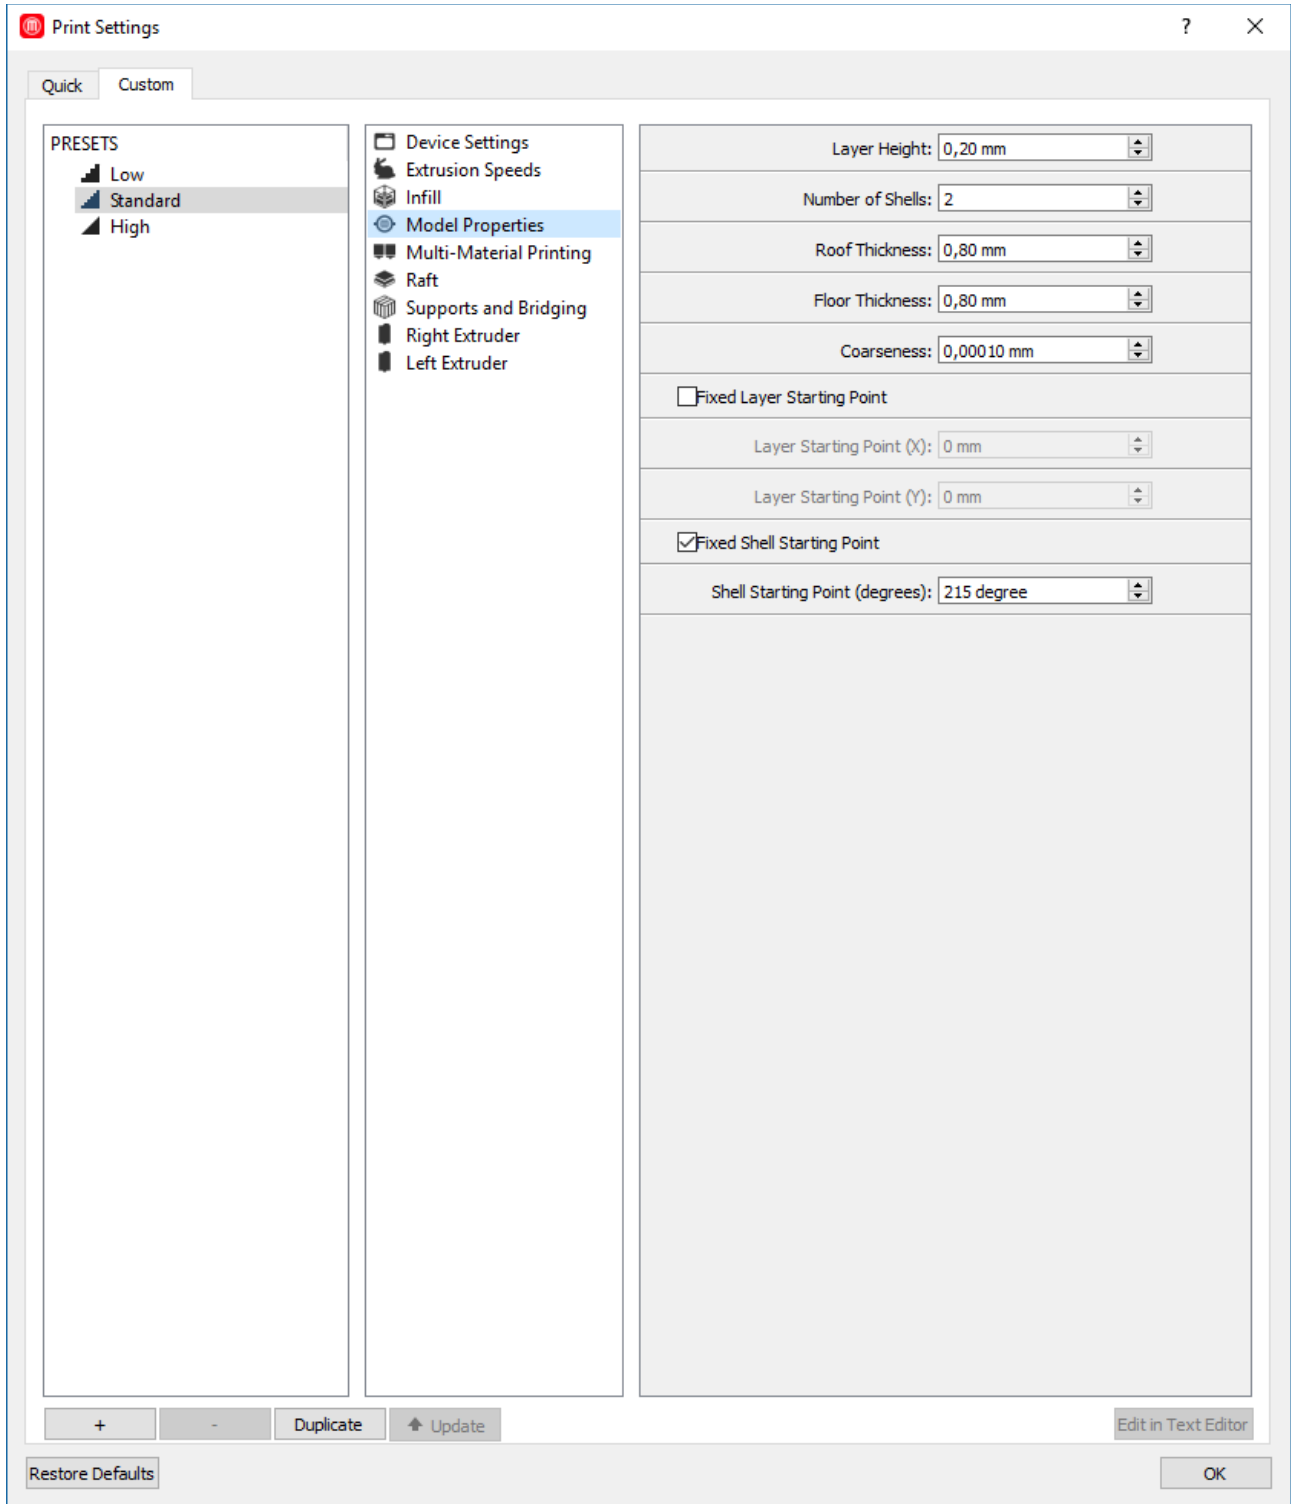 Print Settings
?
Quick
Custom
PRESETS
Low
Standard
High
Device Settings
Extrusion Speeds
Infill
Model Properties
Multi-Material Printing
Raft
Supports and Bridging
Right Extruder
Left Extruder
Layer Height: 0,20 mm
Number of Shells: 2
Roof Thickness: 0,80 mm
Floor Thickness: 0,80 mm
Coarseness: 0,00010 mm
Fixed Layer Starting Point
Layer Starting Point (X): 0 mm
Layer Starting Point (Y): 0 mm
Fixed Shell Starting Point
Shell Starting Point (degrees): 215 degree
+
-
Duplicate
Update
Edit in Text Editor
Restore Defaults
OK